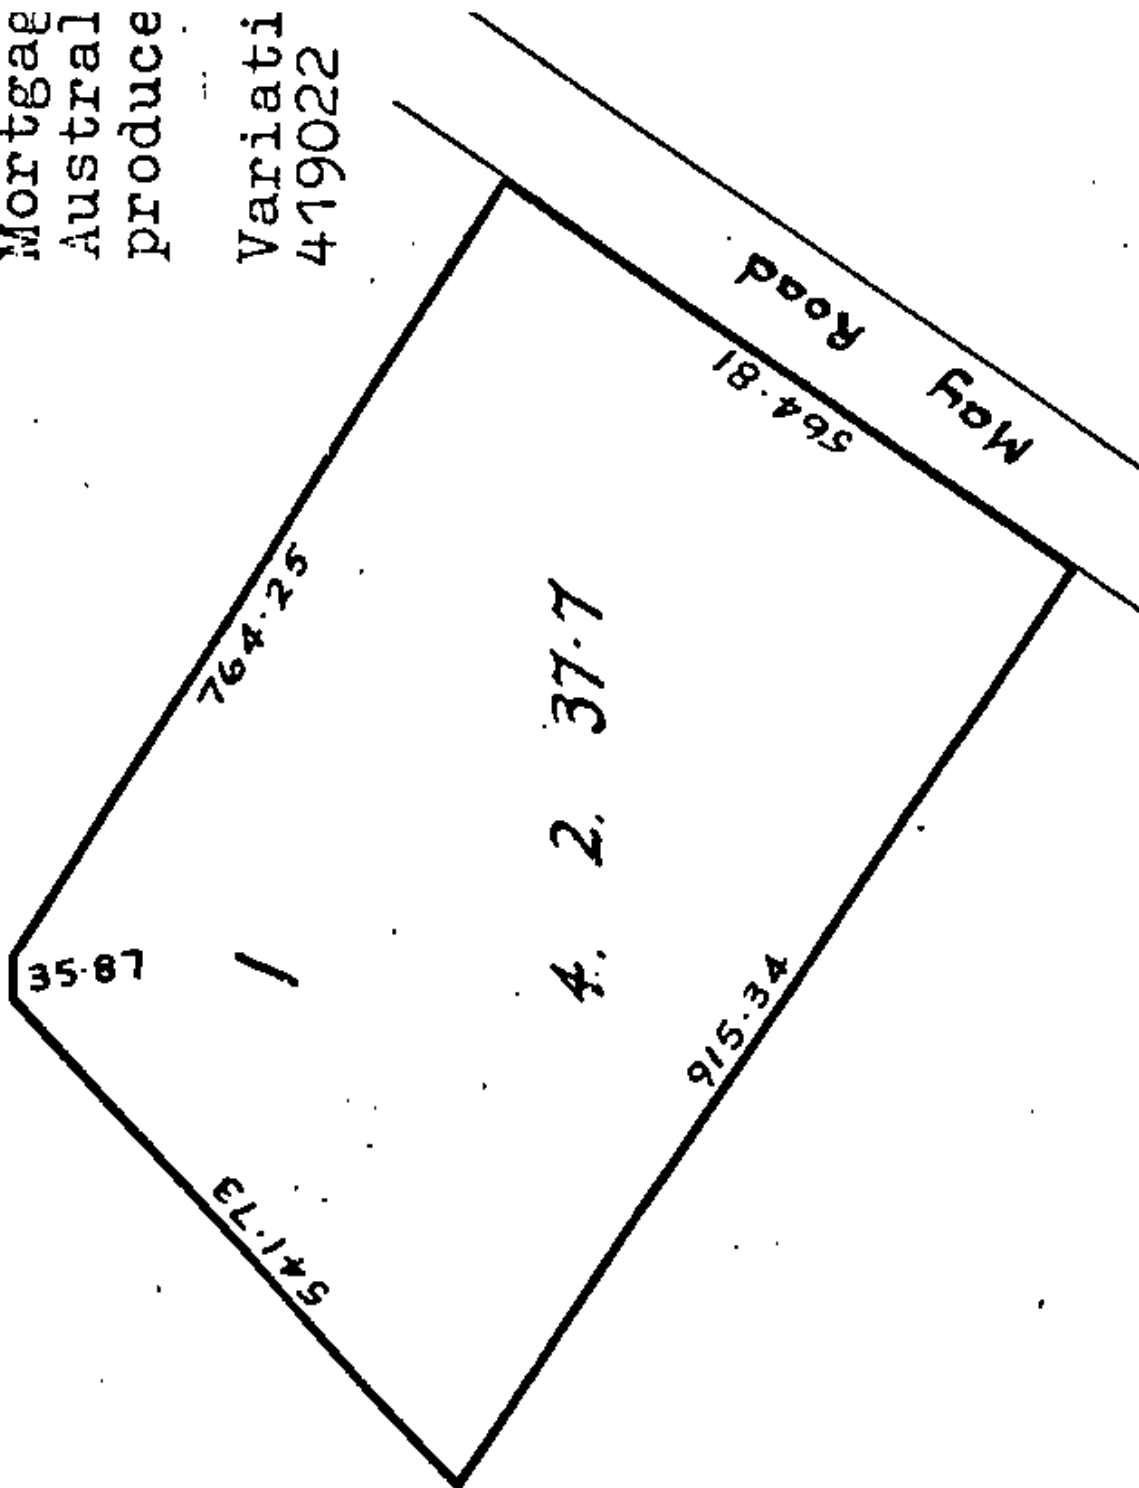 Mortgag
Austral
produce
Variati
419022
May Road
564.81
764.25
35.87
1
4. 2. 37.7
915.34
541.73